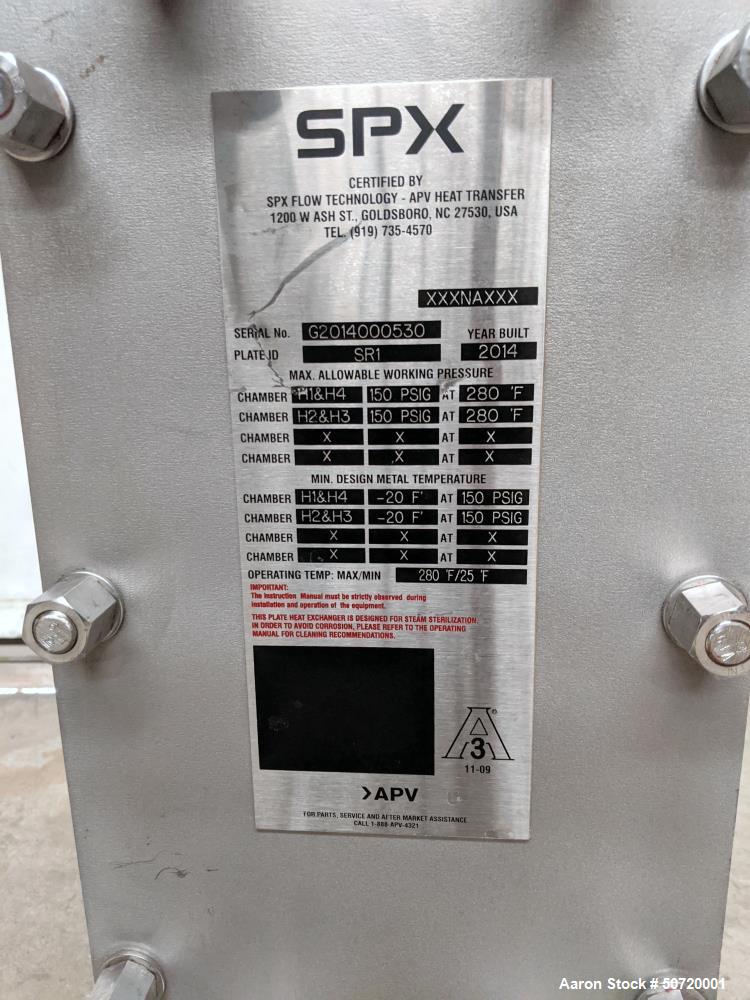 SPX
CERTIFIED BY
SPX FLOW TECHNOLOGY - APV HEAT TRANSFER
1200 W ASH ST., GOLDSBORO, NC 27530, USA
TEL. (919) 735-4570
XXXNAXXX
SERIAL No. G2014000530 YEAR BUILT
PLATE ID SR1 2014
MAX. ALLOWABLE WORKING PRESSURE
CHAMBER H1&H4 150 PSIG AT 280 °F
CHAMBER H2&H3 150 PSIG AT 280 °F
CHAMBER X X AT X
CHAMBER X X AT X
MIN. DESIGN METAL TEMPERATURE
CHAMBER H1&H4 -20 F° AT 150 PSIG
CHAMBER H2&H3 -20 F° AT 150 PSIG
CHAMBER X X AT X
CHAMBER X X AT X
OPERATING TEMP: MAX/MIN 280 °F/25 °F
IMPORTANT:
The Instruction Manual must be strictly observed during
installation and operation of the equipment.
THIS PLATE HEAT EXCHANGER IS DESIGNED FOR STEAM STERILIZATION.
IN ORDER TO AVOID CORROSION, PLEASE REFER TO THE OPERATING
MANUAL FOR CLEANING RECOMMENDATIONS.
A ®
3
11-09
APV
FOR PARTS, SERVICE AND AFTER MARKET ASSISTANCE
CALL 1-888-APV-4321
Aaron Stock # 50720001